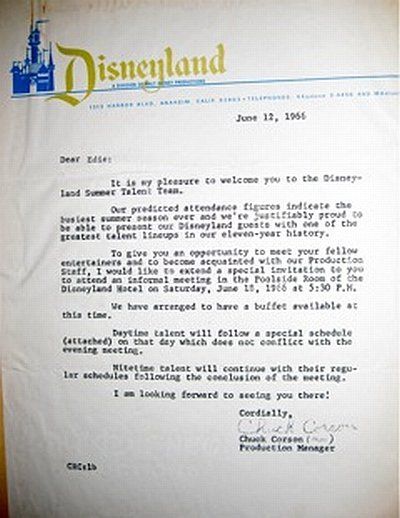 Disneyland
A DIVISION OF WALT DISNEY PRODUCTIONS
1313 HARBOR BLVD., ANAHEIM, CALIF. 92803 • TELEPHONES:
June 12, 1966
Dear Edie:
It is my pleasure to welcome you to the Disney-
land Summer Talent Team.
Our predicted attendance figures indicate the
busiest summer season ever and we're justifiably proud to
be able to present our Disneyland guests with one of the
greatest talent lineups in our eleven-year history.
To give you an opportunity to meet your fellow
entertainers and to become acquainted with our Production
Staff, I would like to extend a special invitation to you
to attend an informal meeting in the Poolside Room of the
Disneyland Hotel on Saturday, June 18, 1966 at 5:30 P.M.
We have arranged to have a buffet available at
this time.
Daytime talent will follow a special schedule
(attached) on that day which does not conflict with the
evening meeting.
Nitetime talent will continue with their regu-
lar schedules following the conclusion of the meeting.
I am looking forward to seeing you there!
Cordially,
Chuck Corson
Chuck Corson
Production Manager
CRC:lb